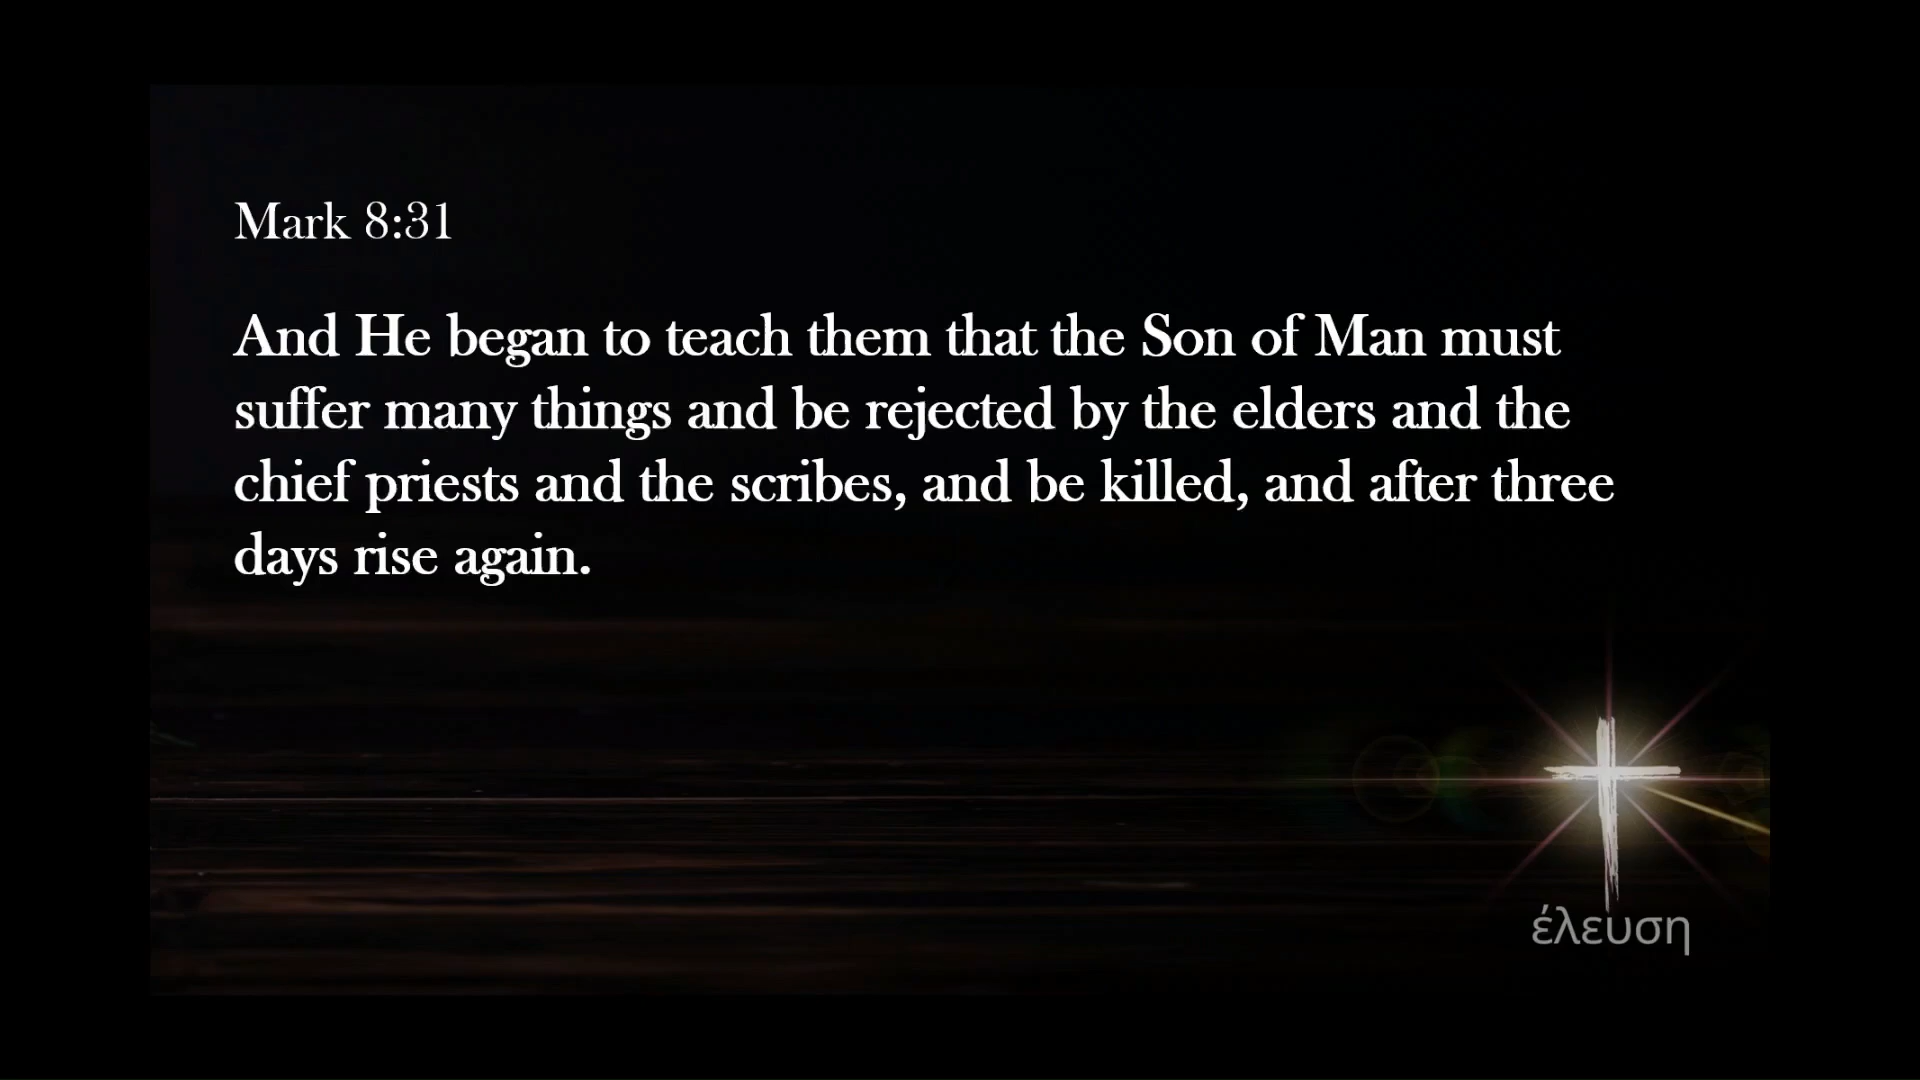 Mark 8:31
And He began to teach them that the Son of Man must
suffer many things and be rejected by the elders and the
chief priests and the scribes, and be killed, and after three
days rise again.
έλευση